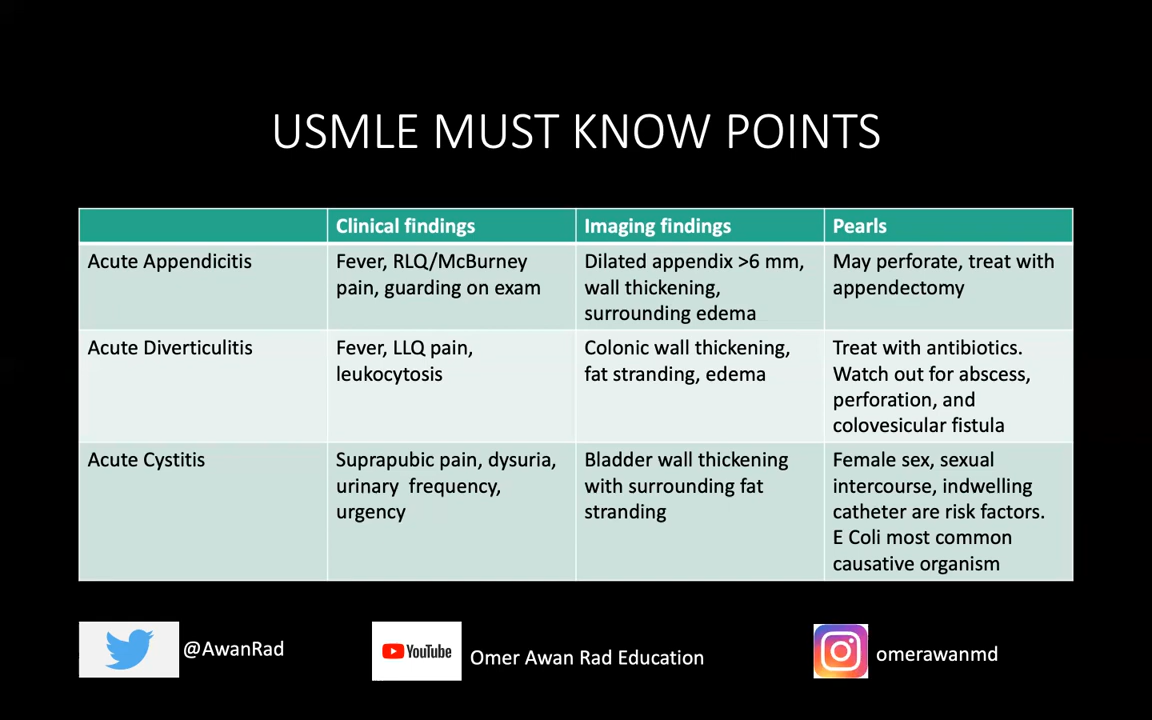 USMLE MUST KNOW POINTS
Clinical findings
Imaging findings
Pearls
Acute Appendicitis
Fever, RLQ/McBurney
pain, guarding on exam
Dilated appendix >6 mm,
wall thickening,
surrounding edema
May perforate, treat with
appendectomy
Acute Diverticulitis
Fever, LLQ pain,
leukocytosis
Colonic wall thickening,
fat stranding, edema
Treat with antibiotics.
Watch out for abscess,
perforation, and
colovesicular fistula
Acute Cystitis
Suprapubic pain, dysuria,
urinary frequency,
urgency
Bladder wall thickening
with surrounding fat
stranding
Female sex, sexual
intercourse, indwelling
catheter are risk factors.
E Coli most common
causative organism
@AwanRad
YouTube
Omer Awan Rad Education
omerawanmd